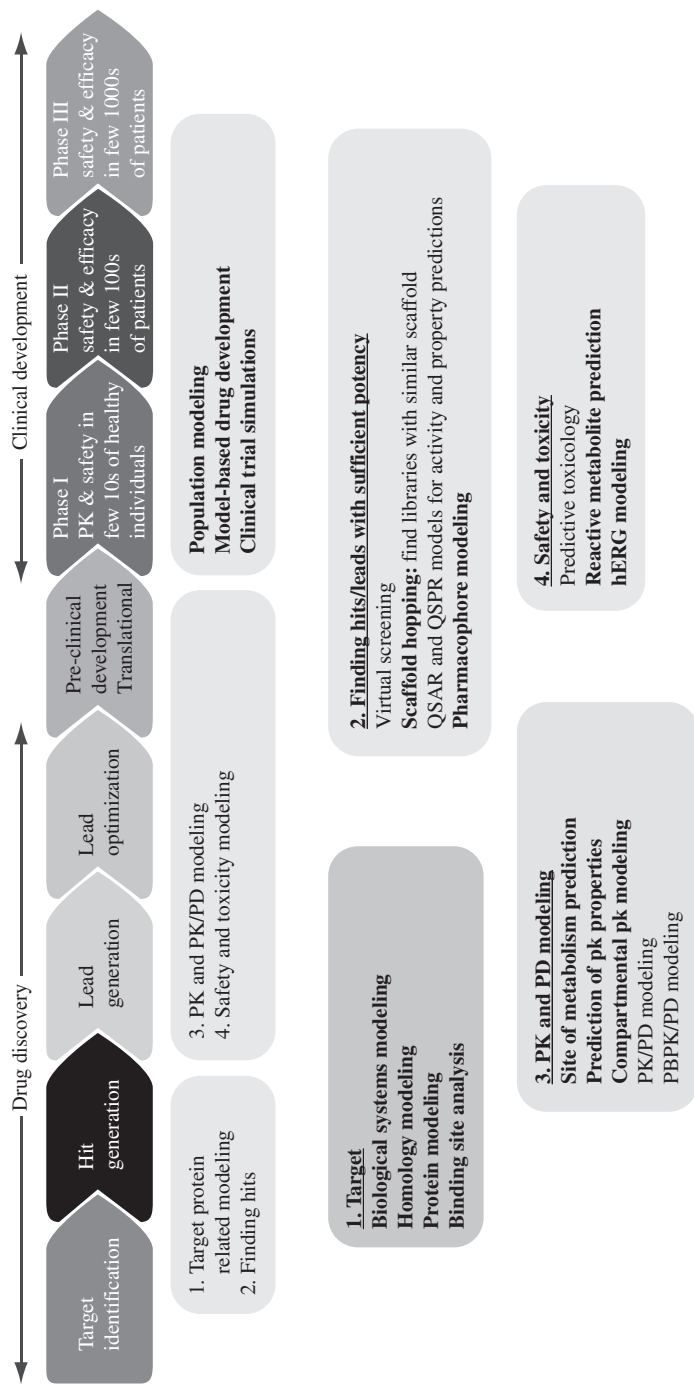 Drug discovery
Clinical development
Target
identification
Hit
generation
Lead
generation
Lead
optimization
Pre-clinical
development
Translational
Phase I
PK & safety in
few 10s of healthy
individuals
Phase II
safety & efficacy
in few 100s
of patients
Phase III
safety & efficacy
in few 1000s
of patients
1. Target protein
related modeling
2. Finding hits
3. PK and PK/PD modeling
4. Safety and toxicity modeling
Population modeling
Model-based drug development
Clinical trial simulations
1. Target
Biological systems modeling
Homology modeling
Protein modeling
Binding site analysis
2. Finding hits/leads with sufficient potency
Virtual screening
Scaffold hopping: find libraries with similar scaffold
QSAR and QSPR models for activity and property predictions
Pharmacophore modeling
3. PK and PD modeling
Site of metabolism prediction
Prediction of pk properties
Compartmental pk modeling
PK/PD modeling
PBPK/PD modeling
4. Safety and toxicity
Predictive toxicology
Reactive metabolite prediction
hERG modeling